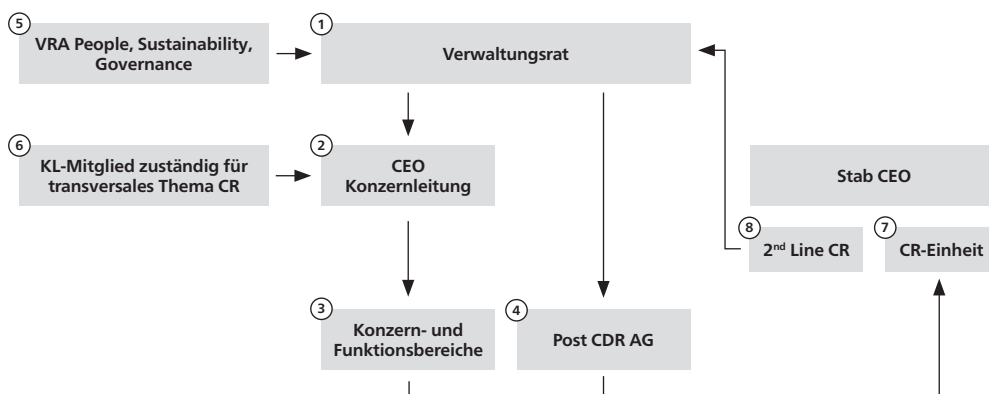 5
VRA People, Sustainability,
Governance
1
Verwaltungsrat
6
KL-Mitglied zuständig für
transversales Thema CR
2
CEO
Konzernleitung
Stab CEO
8
2nd Line CR
7
CR-Einheit
3
Konzern- und
Funktionsbereiche
4
Post CDR AG